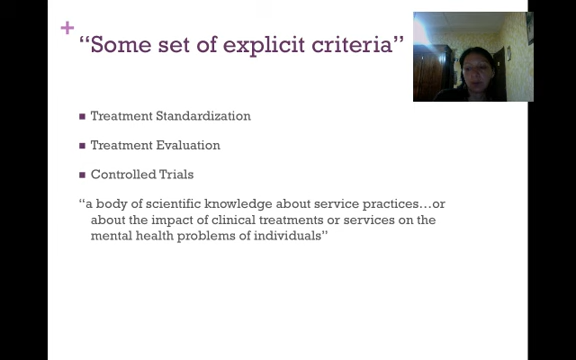 +
“Some set of explicit criteria”
■ Treatment Standardization
■ Treatment Evaluation
■ Controlled Trials
“a body of scientific knowledge about service practices…or
about the impact of clinical treatments or services on the
mental health problems of individuals”